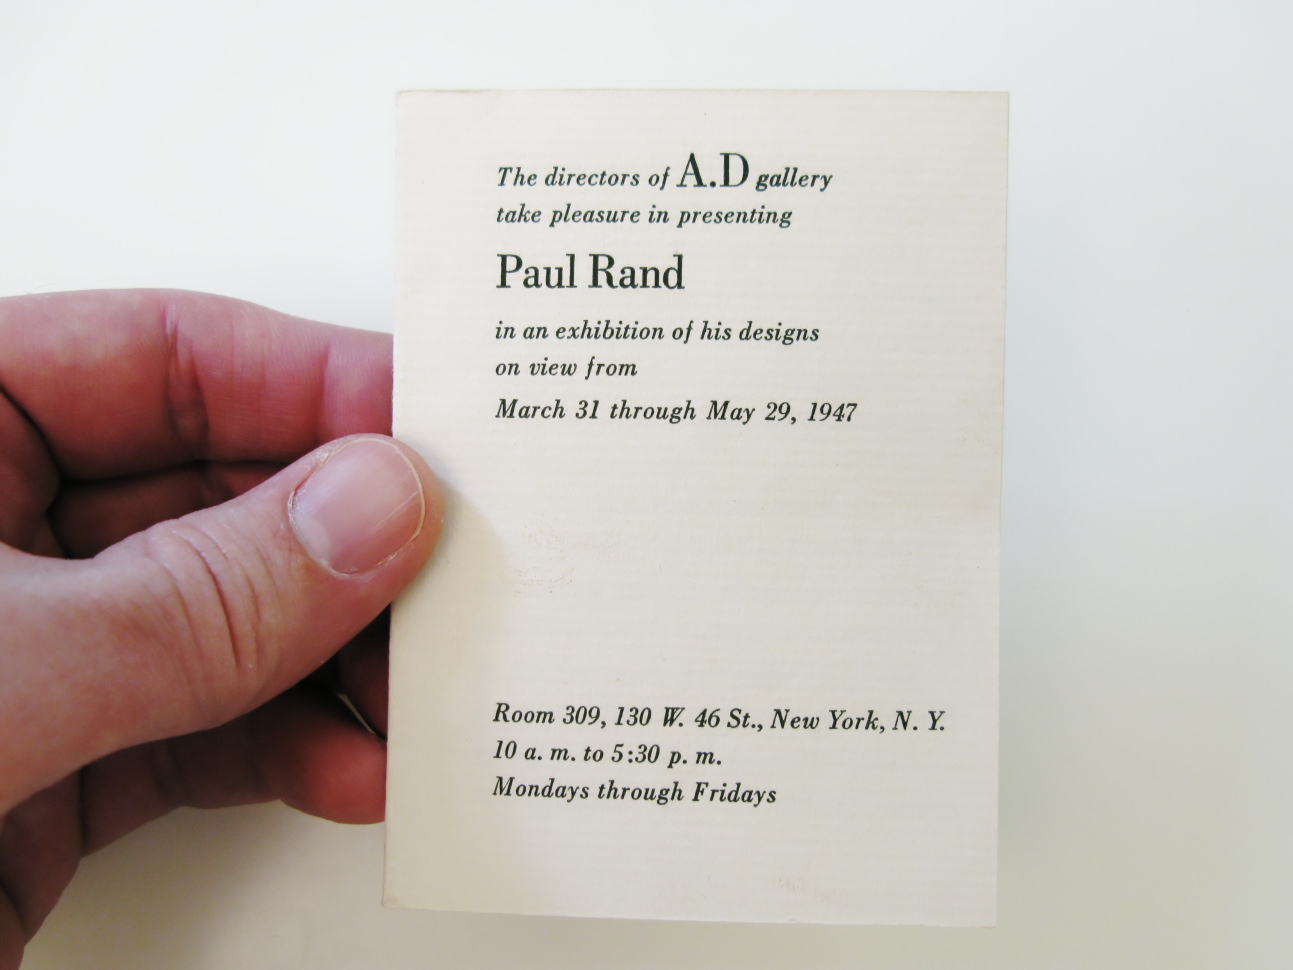 The directors of A.D gallery
take pleasure in presenting
Paul Rand
in an exhibition of his designs
on view from
March 31 through May 29, 1947
Room 309, 130 W. 46 St., New York, N. Y.
10 a. m. to 5:30 p. m.
Mondays through Fridays